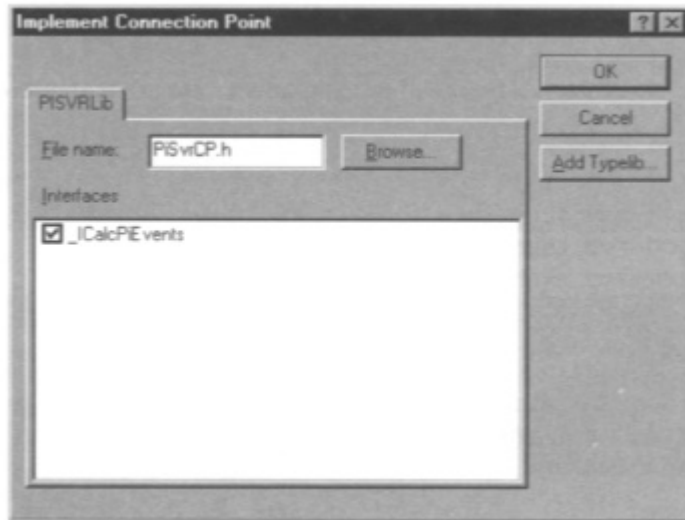 Implement Connection Point
OK
PISVRLib
Cancel
File name:
PiSvrCP.h
Browse...
Add Typelib...
Interfaces
_ICalcPiEvents